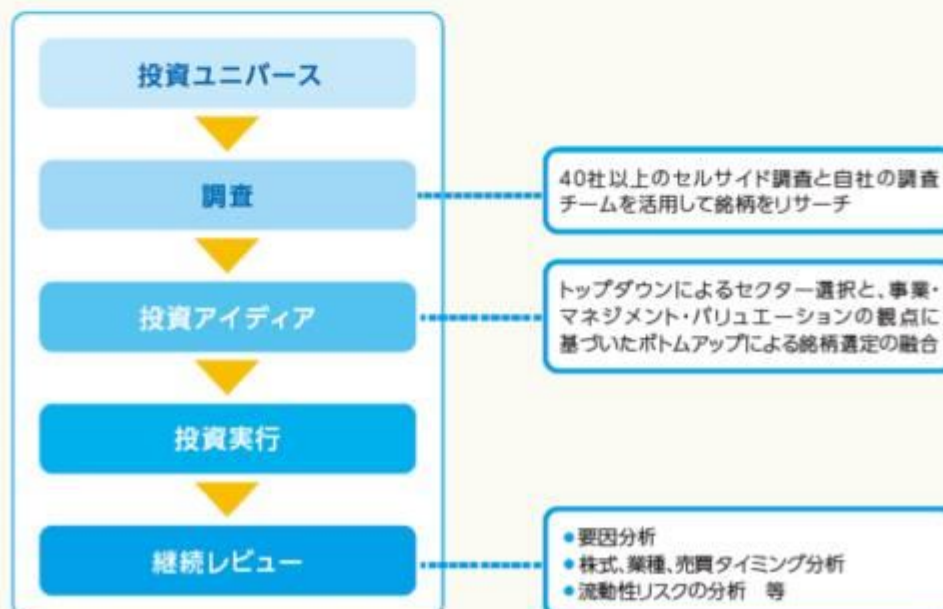 投資ユニバース
調査
40社以上のセルサイド調査と自社の調査
チームを活用して銘柄をリサーチ
投資アイディア
トップダウンによるセクター選択と、事業・
マネジメント・バリュエーションの観点に
基づいたボトムアップによる銘柄選定の融合
投資実行
継続レビュー
●要因分析
●株式、業種、売買タイミング分析
●流動性リスクの分析　等